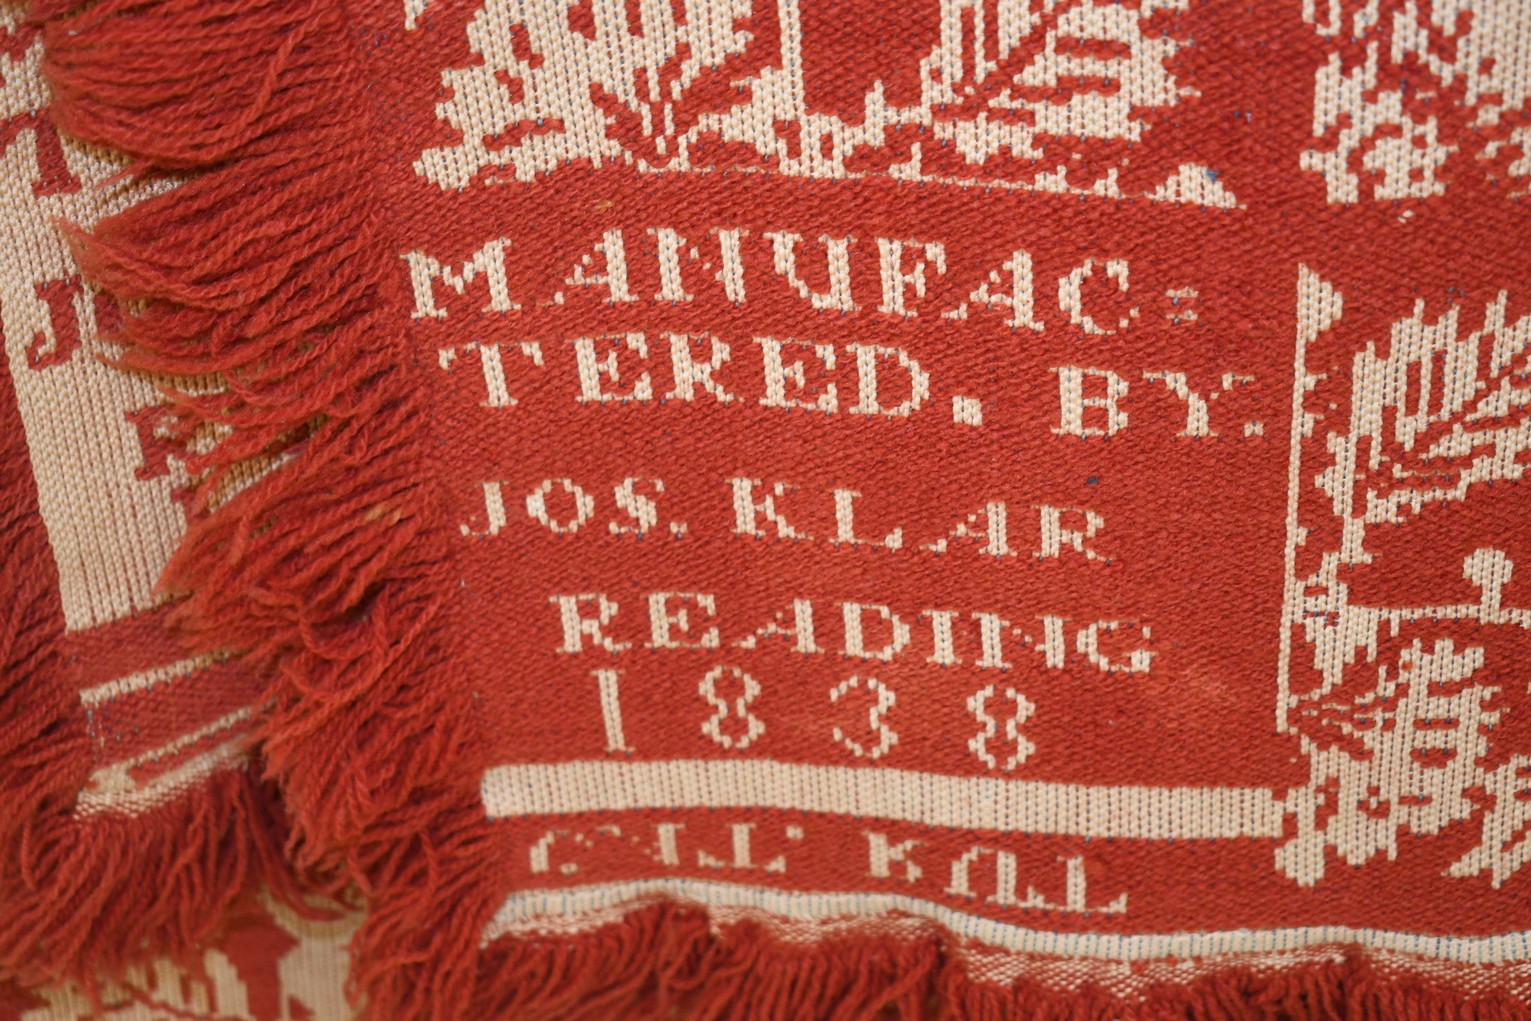 MANUFAC=
TERED. BY.
JOS. KLAR
READING
1838